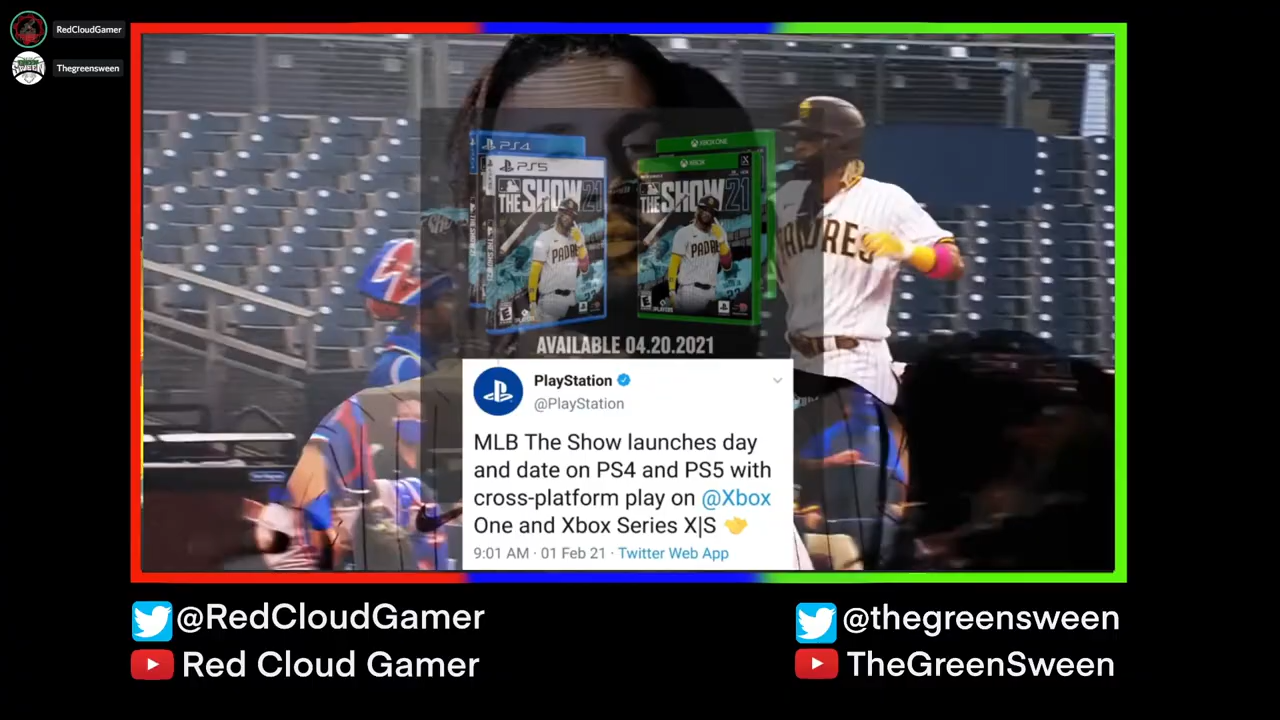 RedCloudGamer
Thegreensween
PS4
PS5
XBOX ONE
XBOX
THE SHOW 21
THE SHOW 21
PADRES
PADRES
PADRES
AVAILABLE 04.20.2021
PlayStation
@PlayStation
MLB The Show launches day
and date on PS4 and PS5 with
cross-platform play on @Xbox
One and Xbox Series X|S
9:01 AM · 01 Feb 21 · Twitter Web App
@RedCloudGamer
@thegreensween
Red Cloud Gamer
TheGreenSween